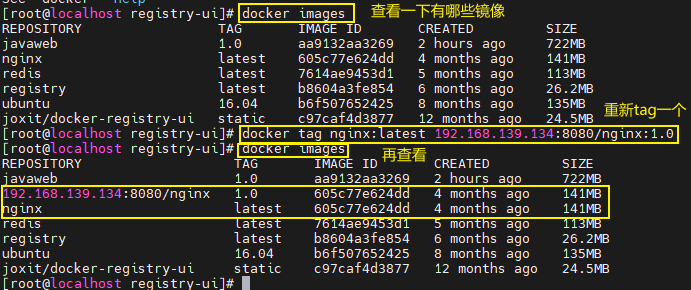 see 'docker --help'
[root@localhost registry-ui]# docker images 查看一下有哪些镜像
REPOSITORY TAG IMAGE ID CREATED SIZE
javaweb 1.0 aa9132aa3269 2 hours ago 722MB
nginx latest 605c77e624dd 4 months ago 141MB
redis latest 7614ae9453d1 5 months ago 113MB
registry latest b8604a3fe854 6 months ago 26.2MB
ubuntu 16.04 b6f507652425 8 months ago 135MB
joxit/docker-registry-ui static c97caf4d3877 12 months ago 24.5MB
重新tag一个
[root@localhost registry-ui]# docker tag nginx:latest 192.168.139.134:8080/nginx:1.0
[root@localhost registry-ui]# docker images 再查看
REPOSITORY TAG IMAGE ID CREATED SIZE
javaweb 1.0 aa9132aa3269 2 hours ago 722MB
192.168.139.134:8080/nginx 1.0 605c77e624dd 4 months ago 141MB
nginx latest 605c77e624dd 4 months ago 141MB
redis latest 7614ae9453d1 5 months ago 113MB
registry latest b8604a3fe854 6 months ago 26.2MB
ubuntu 16.04 b6f507652425 8 months ago 135MB
joxit/docker-registry-ui static c97caf4d3877 12 months ago 24.5MB
[root@localhost registry-ui]#